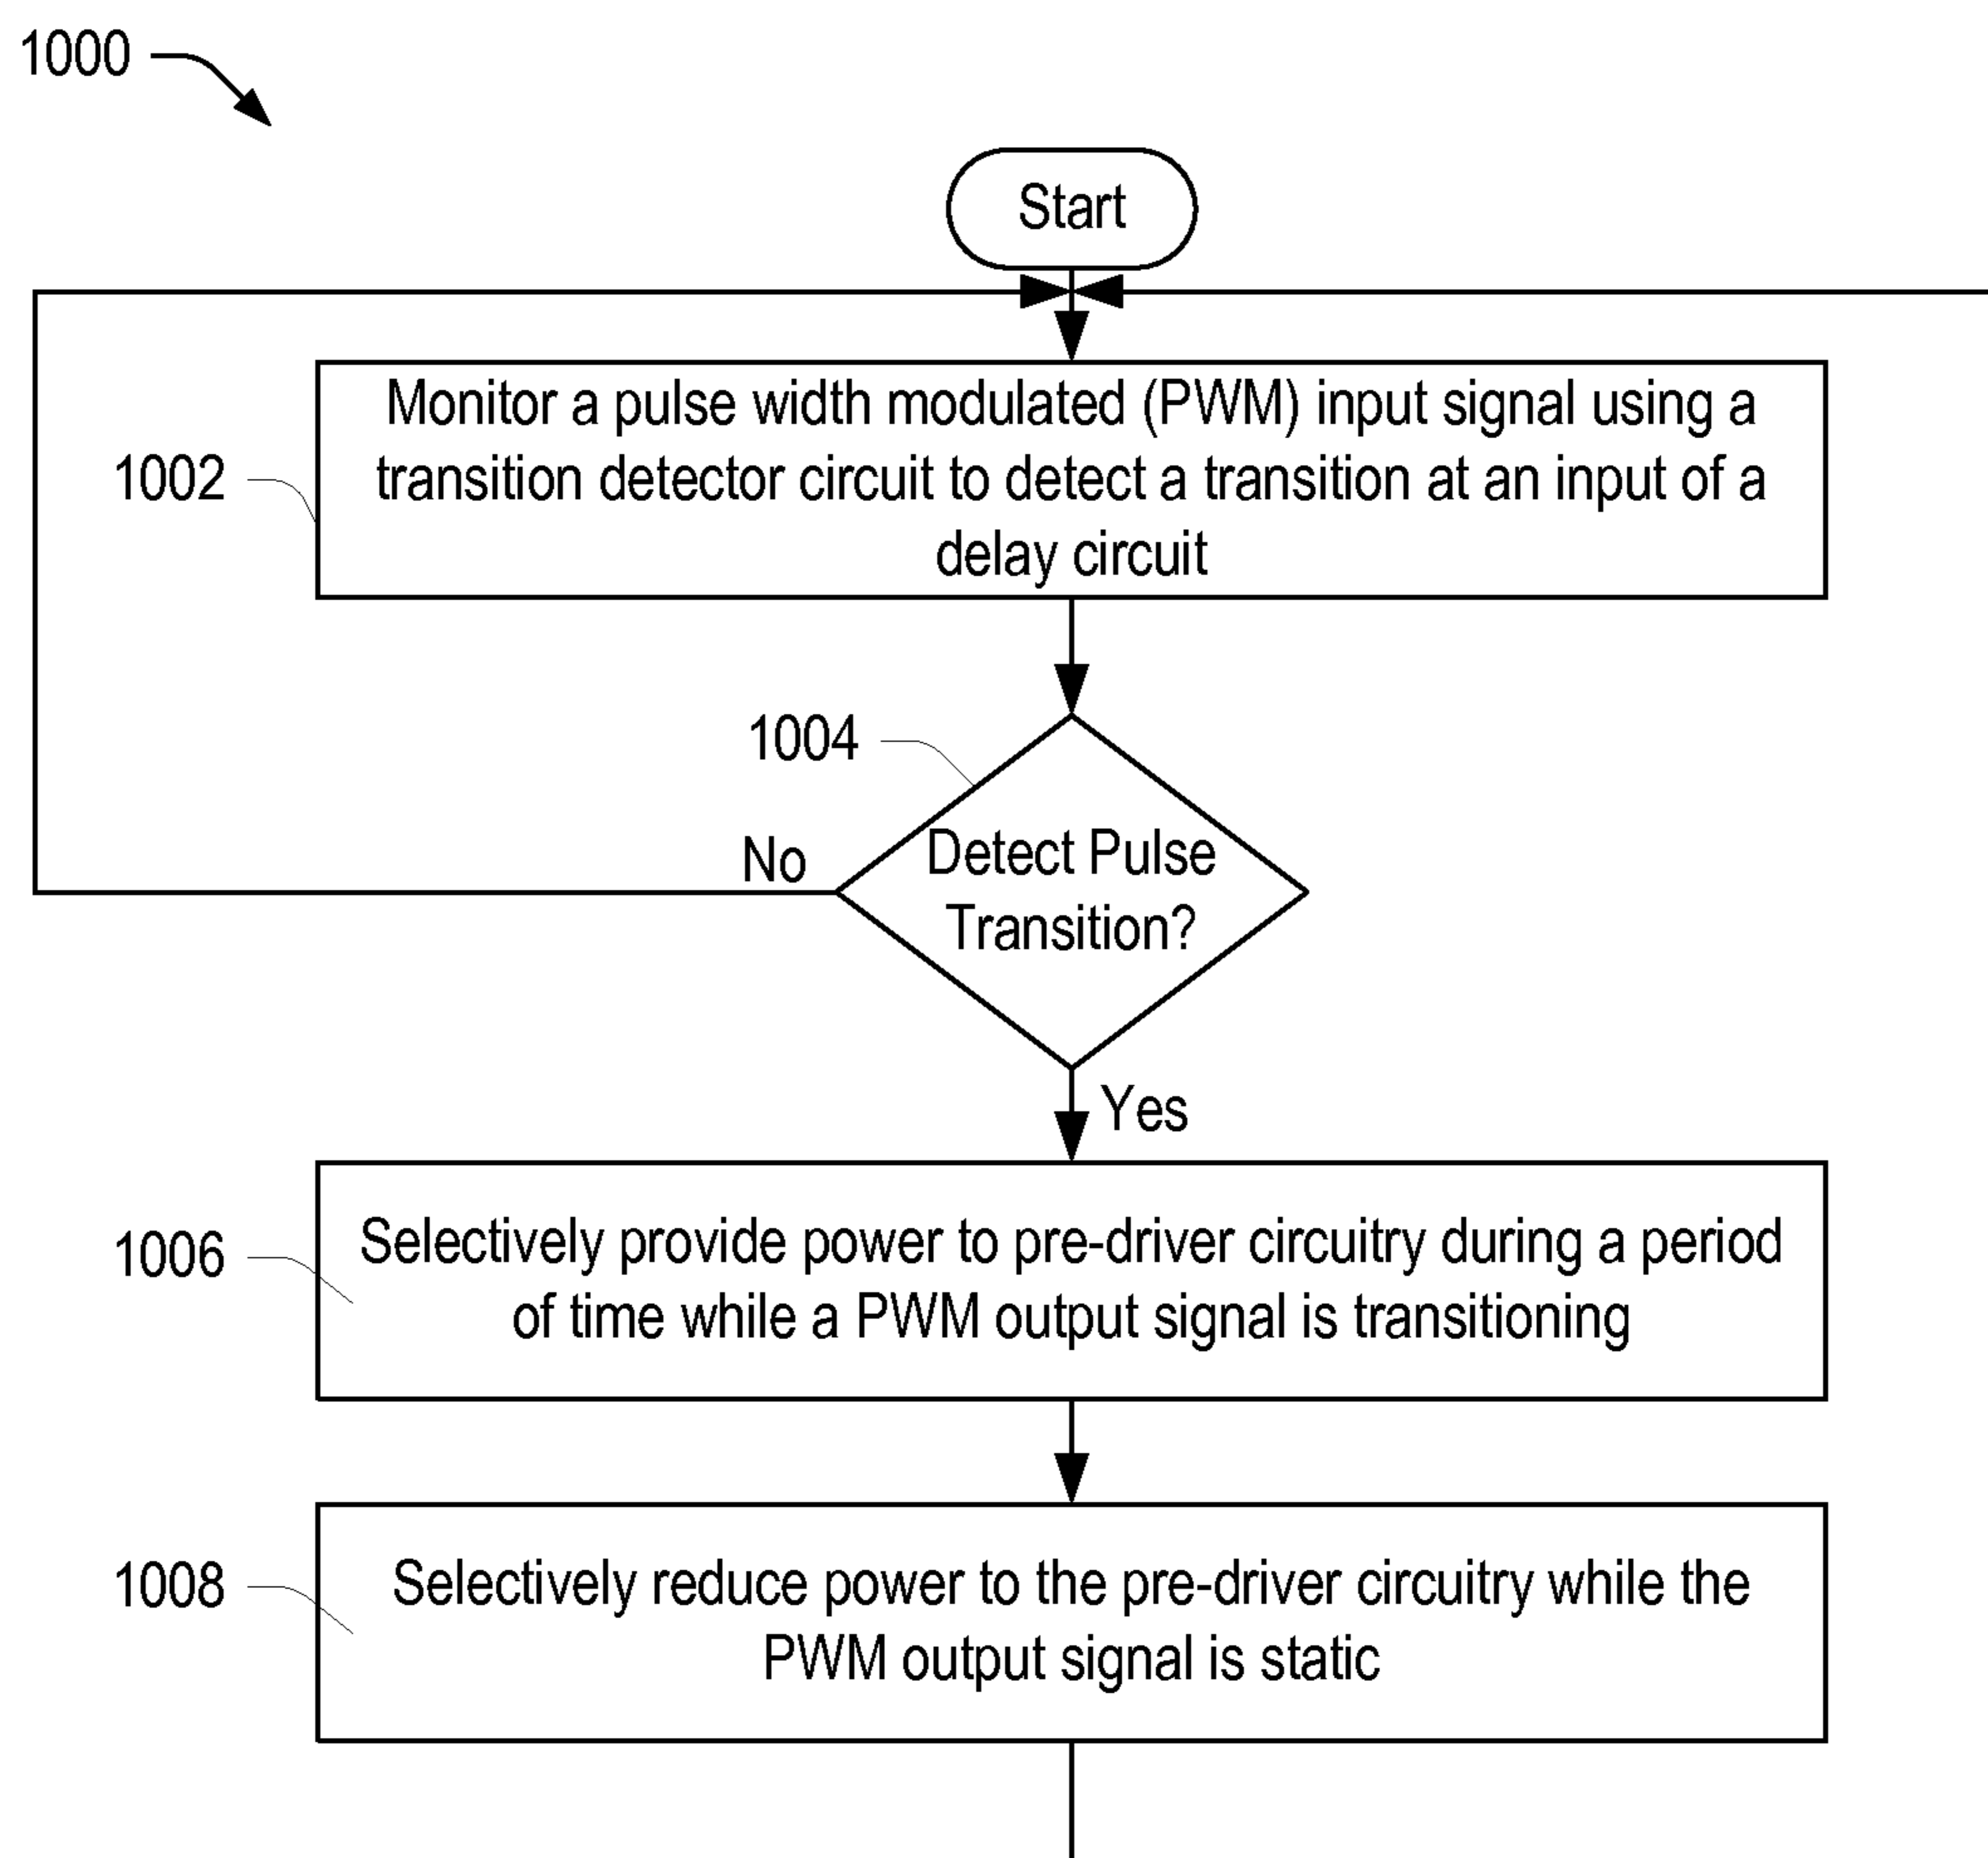 1000
Start
Monitor a pulse width modulated (PWM) input signal using a
transition detector circuit to detect a transition at an input of a
delay circuit
1002
1004
No
Detect Pulse
Transition?
Yes
1006
Selectively provide power to pre-driver circuitry during a period
of time while a PWM output signal is transitioning
1008
Selectively reduce power to the pre-driver circuitry while the
PWM output signal is static